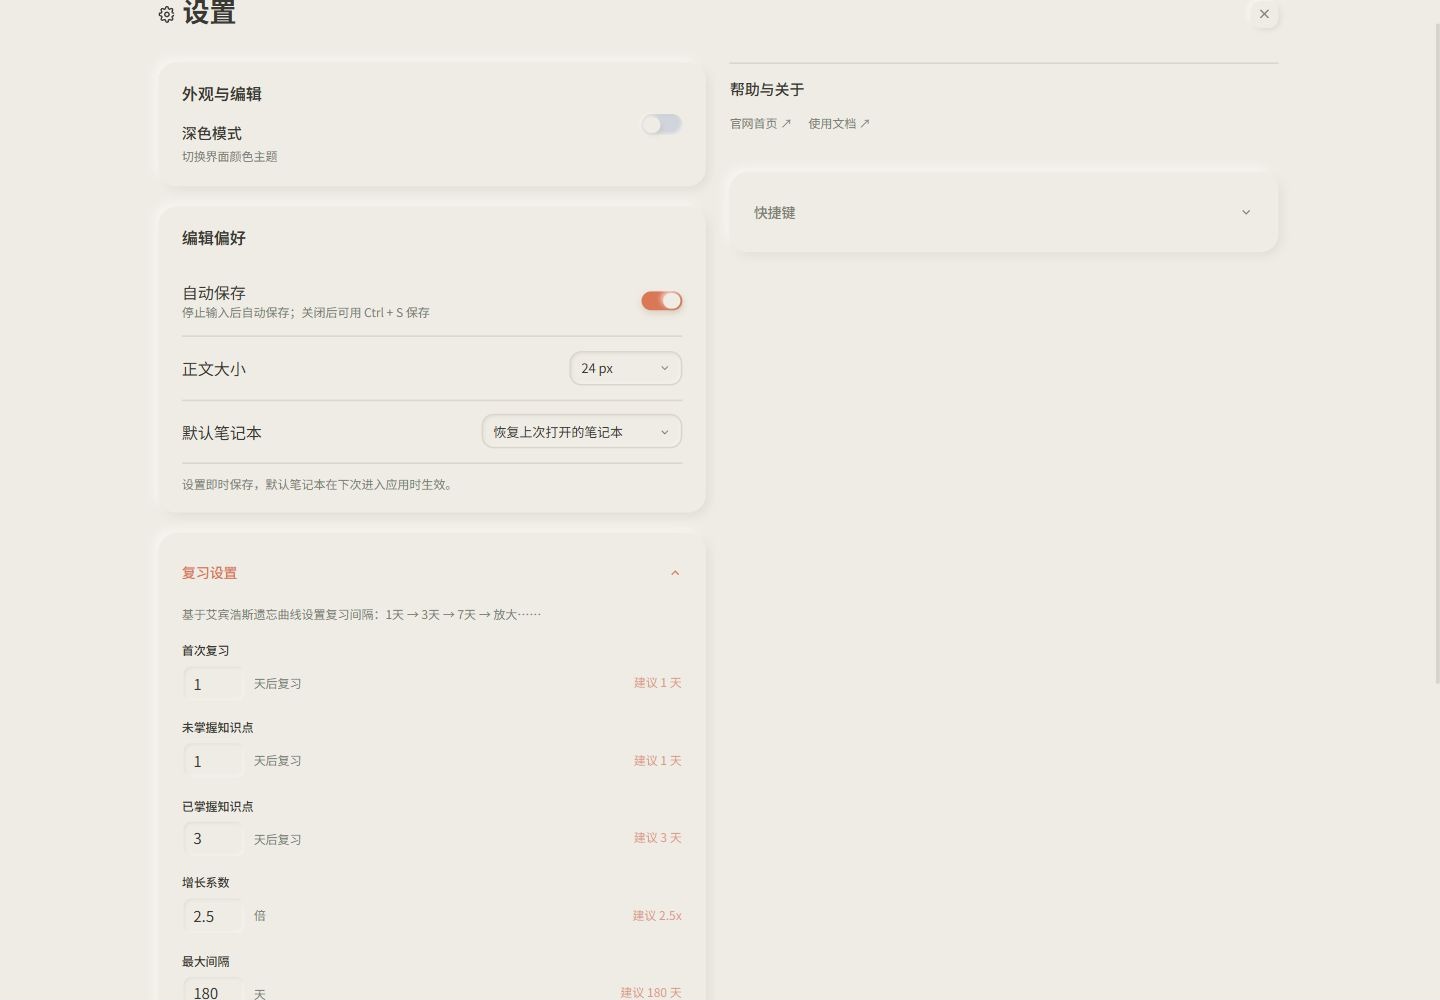 设置
外观与编辑
深色模式
切换界面颜色主题
编辑偏好
自动保存
停止输入后自动保存；关闭后可用 Ctrl + S 保存
正文大小
24 px
默认笔记本
恢复上次打开的笔记本
设置即时保存，默认笔记本在下次进入应用时生效。
复习设置
基于艾宾浩斯遗忘曲线设置复习间隔：1天 → 3天 → 7天 → 放大……
首次复习
1 天后复习 建议 1 天
未掌握知识点
1 天后复习 建议 1 天
已掌握知识点
3 天后复习 建议 3 天
增长系数
2.5 倍 建议 2.5x
最大间隔
180 天 建议 180 天
帮助与关于
官网首页 ↗ 使用文档 ↗
快捷键